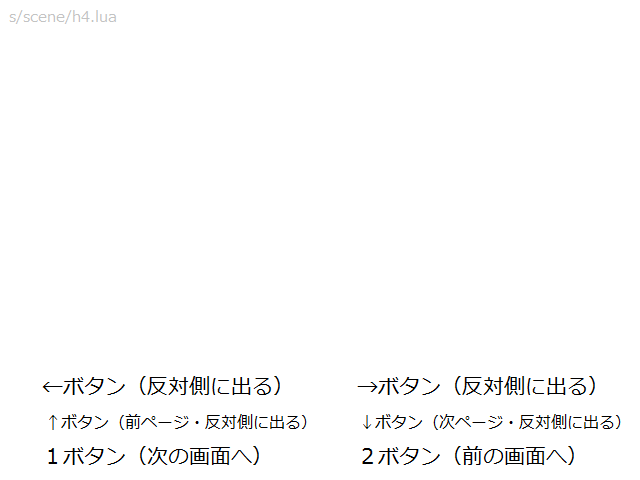 s/scene/h4.lua
←ボタン（反対側に出る）
→ボタン（反対側に出る）
↑ボタン（前ページ・反対側に出る）
↓ボタン（次ページ・反対側に出る）
１ボタン（次の画面へ）
２ボタン（前の画面へ）